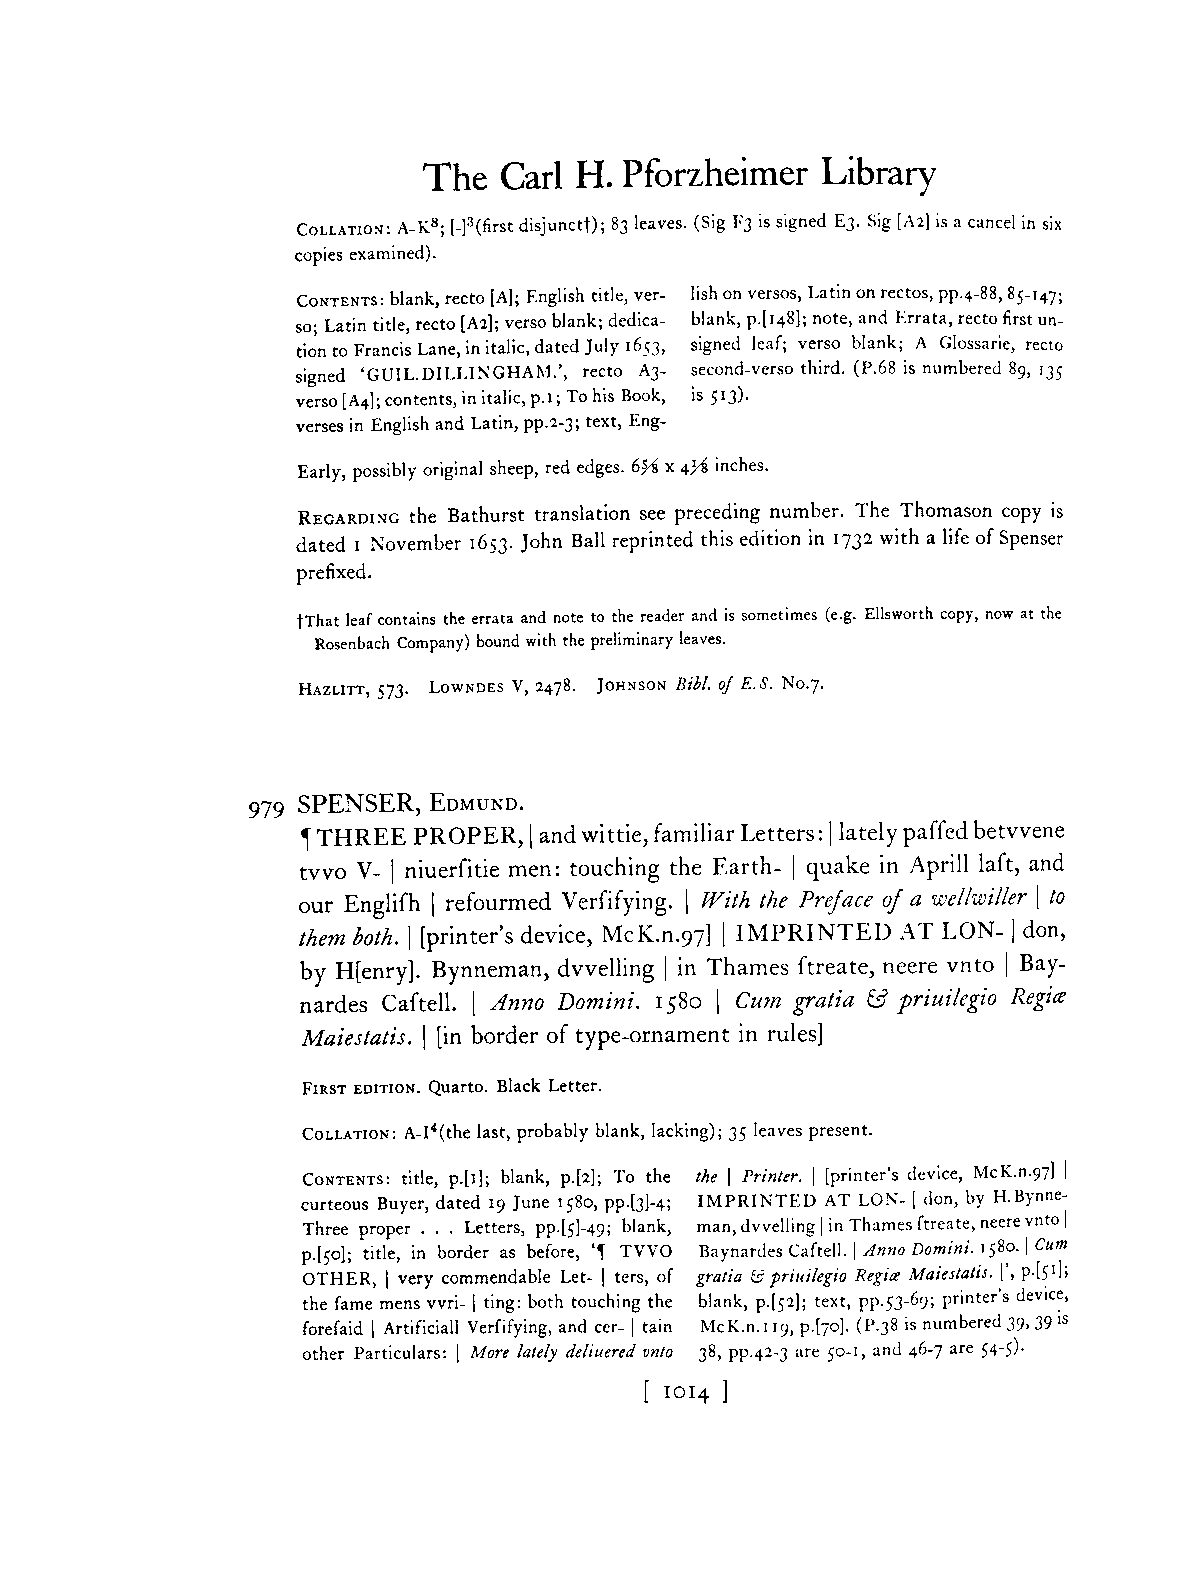 The Carl H. Pforzheimer Library
COLLATION: A-K⁸; [-]³(first disjunct†); 83 leaves. (Sig F3 is signed E3. Sig [A2] is a cancel in six
copies examined).
CONTENTS: blank, recto [A]; English title, ver-
so; Latin title, recto [A2]; verso blank; dedica-
tion to Francis Lane, in italic, dated July 1653,
signed ‘GUIL.DILLINGHAM.’, recto A3-
verso [A4]; contents, in italic, p.1; To his Book,
verses in English and Latin, pp.2-3; text, Eng-
lish on versos, Latin on rectos, pp.4-88, 85-147;
blank, p.[148]; note, and Errata, recto first un-
signed leaf; verso blank; A Glossarie, recto
second-verso third. (P.68 is numbered 89, 135
is 513).
Early, possibly original sheep, red edges. 6⅝ x 4⅛ inches.
REGARDING the Bathurst translation see preceding number. The Thomason copy is
dated 1 November 1653. John Ball reprinted this edition in 1732 with a life of Spenser
prefixed.
†That leaf contains the errata and note to the reader and is sometimes (e.g. Ellsworth copy, now at the
Rosenbach Company) bound with the preliminary leaves.
HAZLITT, 573. LOWNDES V, 2478. JOHNSON Bibl. of E.S. No.7.
979 SPENSER, EDMUND.
¶ THREE PROPER, | and wittie, familiar Letters: | lately paſſed betvvene
tvvo V- | niuerſitie men: touching the Earth- | quake in Aprill laſt, and
our Engliſh | refourmed Verſifying. | With the Preface of a wellwiller | to
them both. | [printer's device, McK.n.97] | IMPRINTED AT LON- | don,
by H[enry]. Bynneman, dvvelling | in Thames ſtreate, neere vnto | Bay-
nardes Caſtell. | Anno Domini. 1580 | Cum gratia & priuilegio Regiæ
Maiestatis. | [in border of type-ornament in rules]
FIRST EDITION. Quarto. Black Letter.
COLLATION: A-I⁴(the last, probably blank, lacking); 35 leaves present.
CONTENTS: title, p.[1]; blank, p.[2]; To the
curteous Buyer, dated 19 June 1580, pp.[3]-4;
Three proper . . . Letters, pp.[5]-49; blank,
p.[50]; title, in border as before, ‘¶ TVVO
OTHER, | very commendable Let- | ters, of
the ſame mens vvri- | ting: both touching the
foreſaid | Artificiall Verſifying, and cer- | tain
other Particulars: | More lately deliuered vnto
the | Printer. | [printer's device, McK.n.97] |
IMPRINTED AT LON- | don, by H.Bynne-
man, dvvelling | in Thames ſtreate, neere vnto |
Baynardes Caſtell. | Anno Domini. 1580. | Cum
gratia & priuilegio Regiæ Maiestatis. |’, p.[51];
blank, p.[52]; text, pp.53-69; printer's device,
McK.n.119, p.[70]. (P.38 is numbered 39, 39 is
38, pp.42-3 are 50-1, and 46-7 are 54-5).
[ 1014 ]